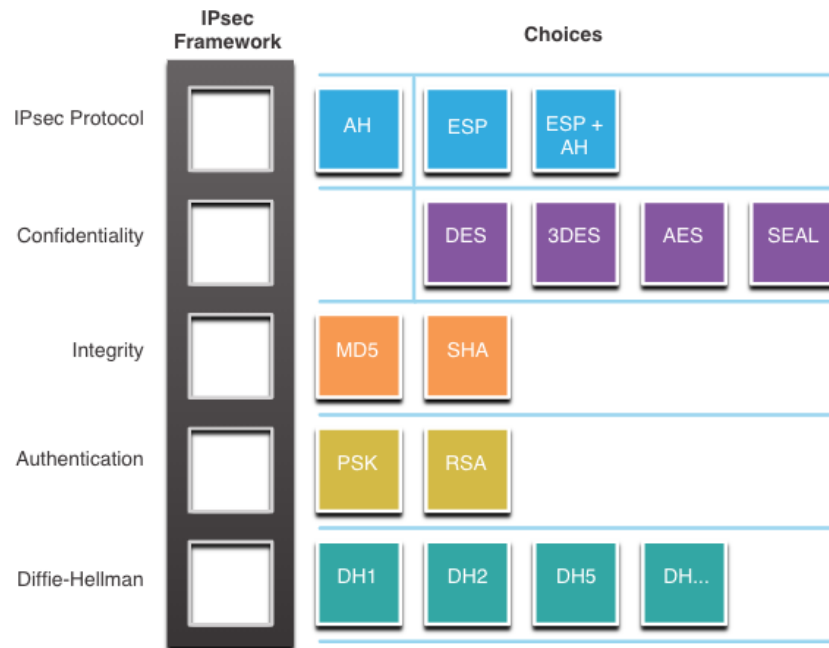 IPsec
Framework
Choices
IPsec Protocol
AH
ESP
ESP +
AH
Confidentiality
DES
3DES
AES
SEAL
Integrity
MD5
SHA
Authentication
PSK
RSA
Diffie-Hellman
DH1
DH2
DH5
DH...